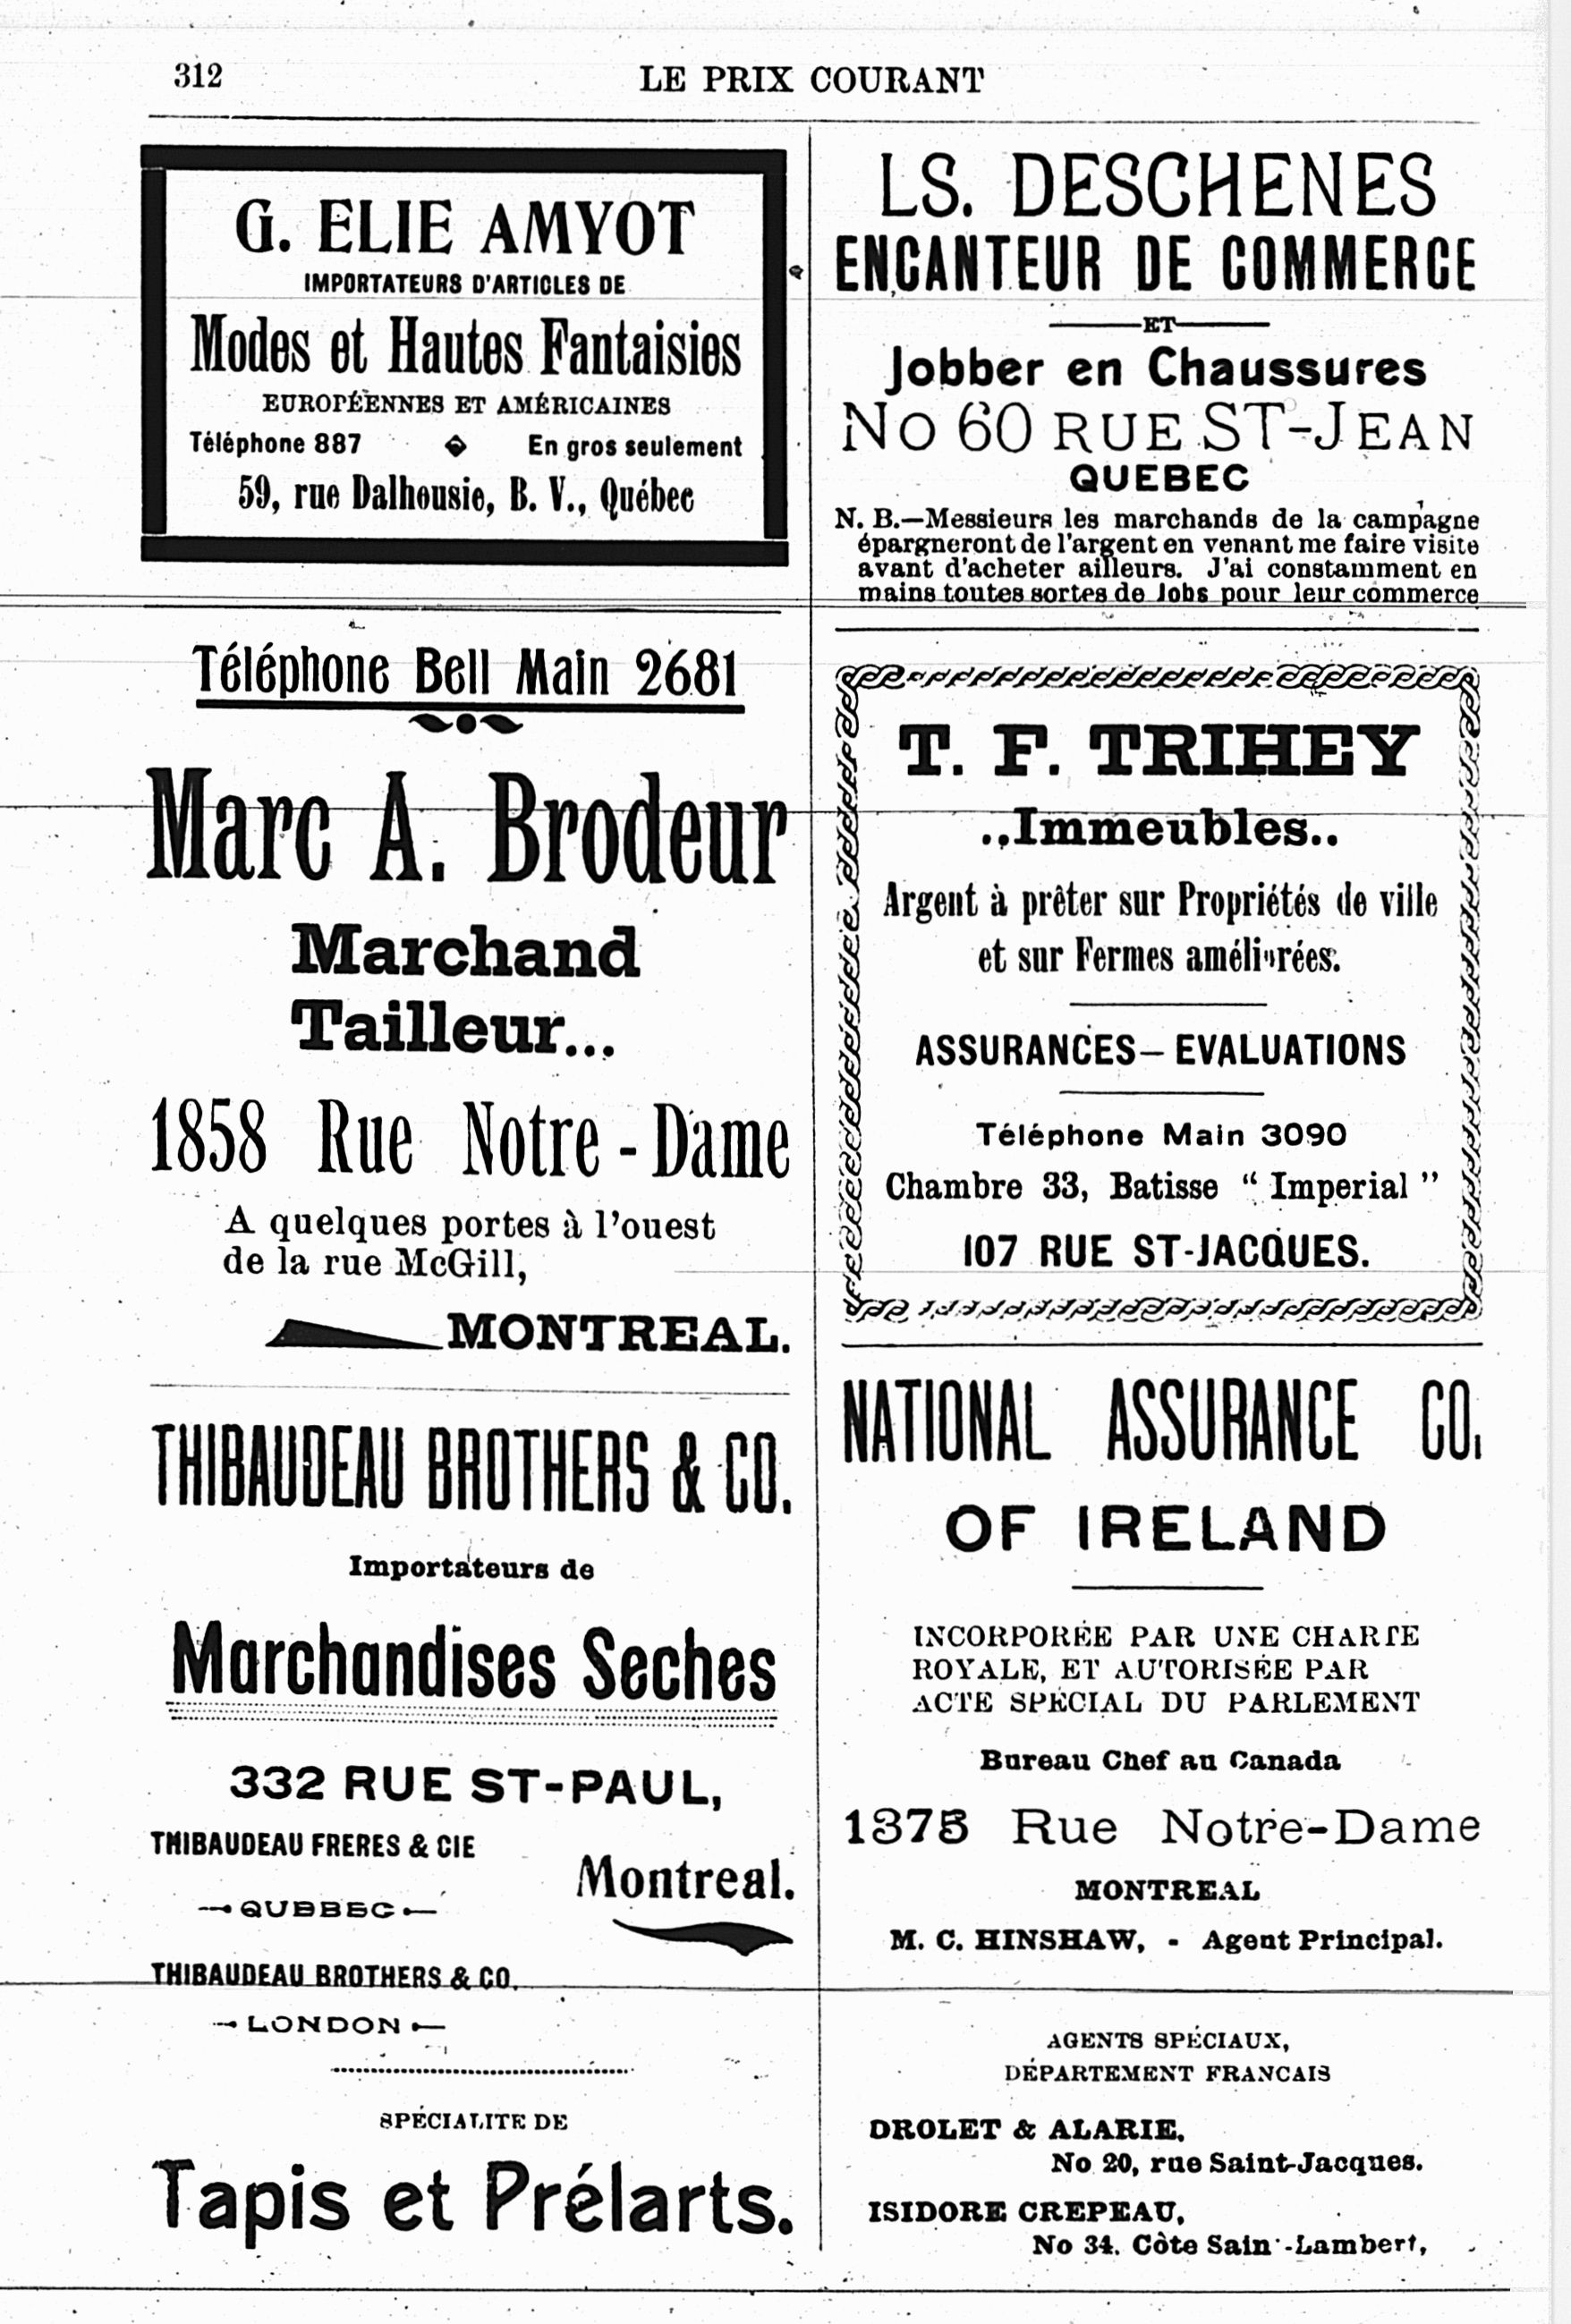 312
LE PRIX COURANT
G. ELIE AMYOT
IMPORTATEURS D'ARTICLES DE
Modes et Hautes Fantaisies
EUROPÉENNES ET AMÉRICAINES
Téléphone 887 En gros seulement
59, rue Dalhousie, B. V., Québec
Téléphone Bell Main 2681
Marc A. Brodeur
Marchand
Tailleur...
1858 Rue Notre-Dame
A quelques portes à l'ouest
de la rue McGill,
MONTREAL.
THIBAUDEAU BROTHERS & CO.
Importateurs de
Marchandises Seches
332 RUE ST-PAUL,
THIBAUDEAU FRERES & CIE
Montreal.
QUEBEC
THIBAUDEAU BROTHERS & CO.
LONDON
SPÉCIALITE DE
Tapis et Prélarts.
LS. DESCHENES
ENCANTEUR DE COMMERCE
ET
Jobber en Chaussures
No 60 RUE ST-JEAN
QUEBEC
N. B.—Messieurs les marchands de la campagne
épargneront de l'argent en venant me faire visite
avant d'acheter ailleurs. J'ai constamment en
mains toutes sortes de Jobs pour leur commerce
T. F. TRIHEY
..Immeubles..
Argent à prêter sur Propriétés de ville
et sur Fermes améliorées.
ASSURANCES — EVALUATIONS
Téléphone Main 3090
Chambre 33, Batisse "Imperial"
107 RUE ST-JACQUES.
NATIONAL ASSURANCE CO.
OF IRELAND
INCORPORÉE PAR UNE CHARTE
ROYALE, ET AUTORISÉE PAR
ACTE SPÉCIAL DU PARLEMENT
Bureau Chef au Canada
Rue Notre-Dame
MONTREAL
M. C. HINSHAW, - Agent Principal.
AGENTS SPÉCIAUX,
DÉPARTEMENT FRANCAIS
DROLET & ALARIE,
No 20, rue Saint-Jacques.
ISIDORE CREPEAU,
No 34, Côte Saint-Lambert,